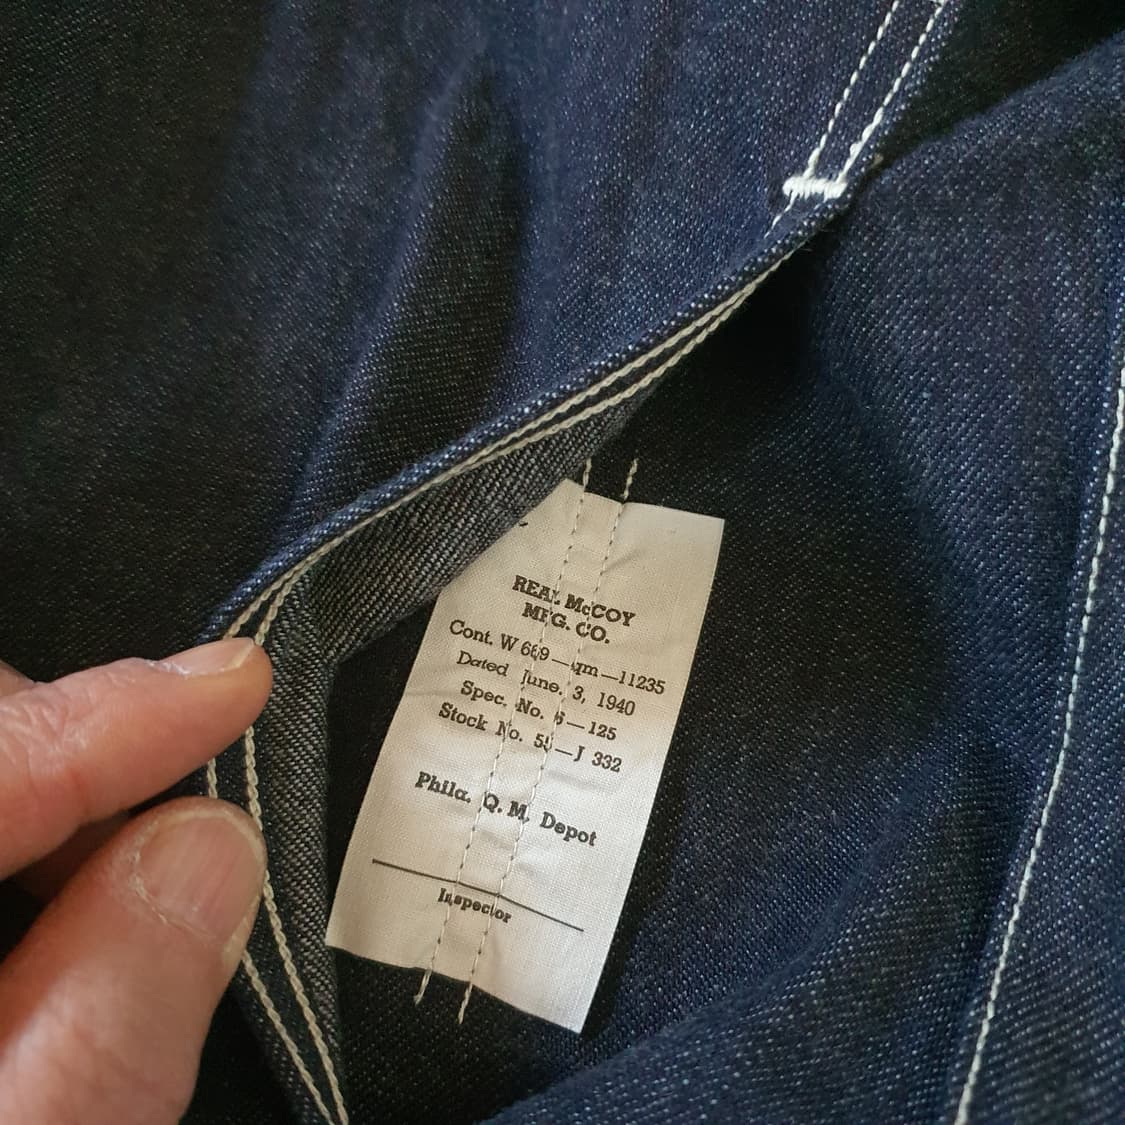 REAL McCOY
MFG. CO.
Cont. W 669—qm—11235
Dated June. 3, 1940
Spec. No. 6—125
Stock No. 55—J 332
Phila. Q. M. Depot
Inspector